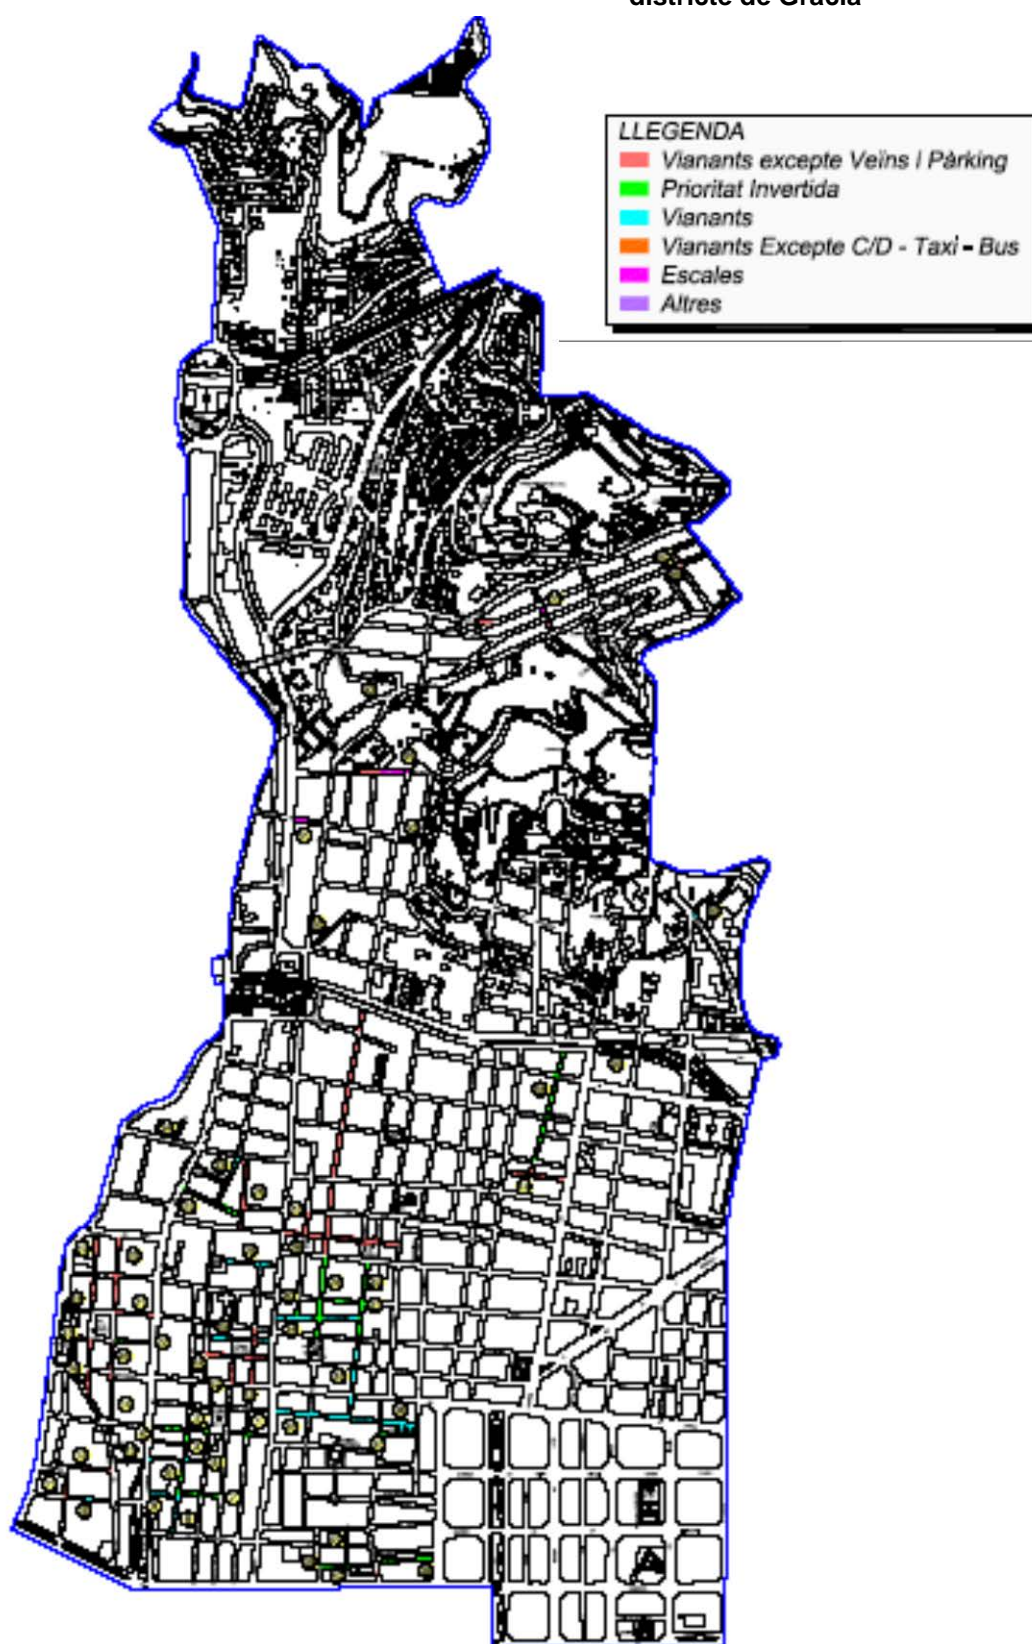 districte de Gràcia
LLEGENDA
Vianants excepte Veïns i Pàrking
Prioritat Invertida
Vianants
Vianants Excepte C/D - Taxi - Bus
Escales
Altres